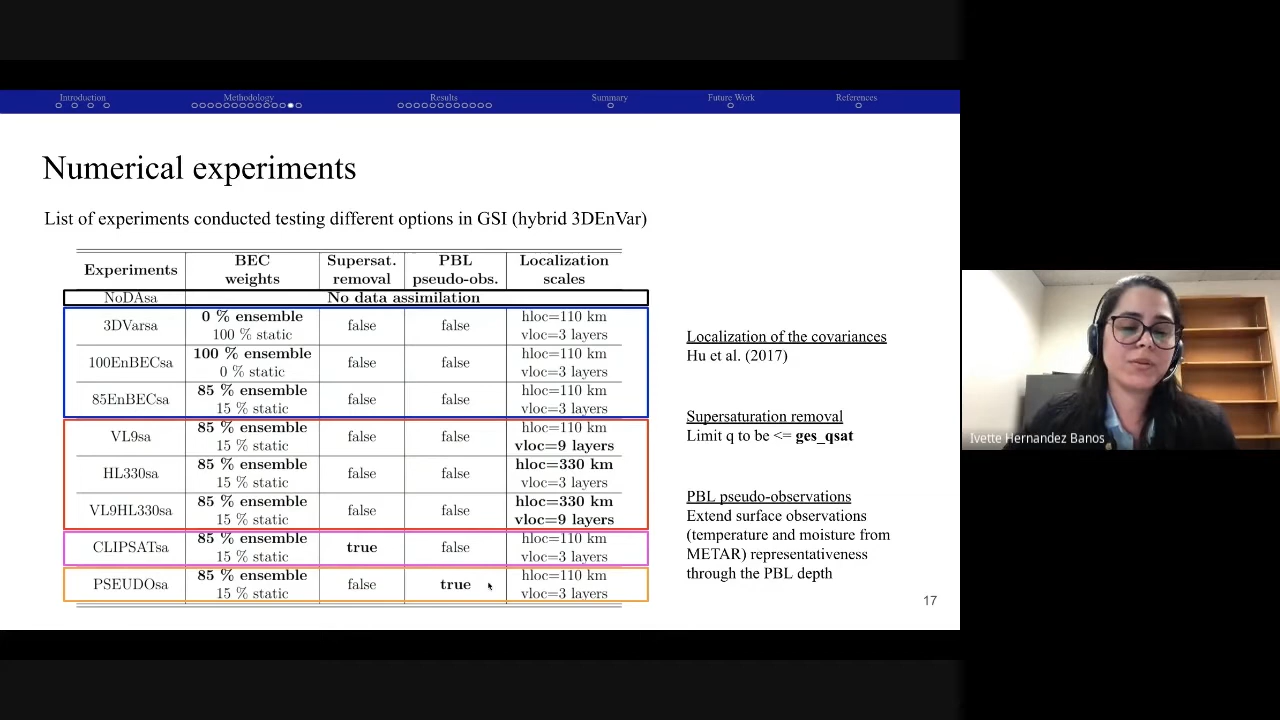 Introduction Methodology Results Summary Future Work References
Numerical experiments
List of experiments conducted testing different options in GSI (hybrid 3DEnVar)
Experiments BEC weights Supersat. removal PBL pseudo-obs. Localization scales
NoDAsa No data assimilation
3DVarsa 0 % ensemble 100 % static false false hloc=110 km vloc=3 layers
100EnBECsa 100 % ensemble 0 % static false false hloc=110 km vloc=3 layers
85EnBECsa 85 % ensemble 15 % static false false hloc=110 km vloc=3 layers
VL9sa 85 % ensemble 15 % static false false hloc=110 km vloc=9 layers
HL330sa 85 % ensemble 15 % static false false hloc=330 km vloc=3 layers
VL9HL330sa 85 % ensemble 15 % static false false hloc=330 km vloc=9 layers
CLIPSATsa 85 % ensemble 15 % static true false hloc=110 km vloc=3 layers
PSEUDOsa 85 % ensemble 15 % static false true hloc=110 km vloc=3 layers
Localization of the covariances
Hu et al. (2017)
Supersaturation removal
Limit q to be <= ges_qsat
PBL pseudo-observations
Extend surface observations
(temperature and moisture from
METAR) representativeness
through the PBL depth
17
Ivette Hernandez Banos